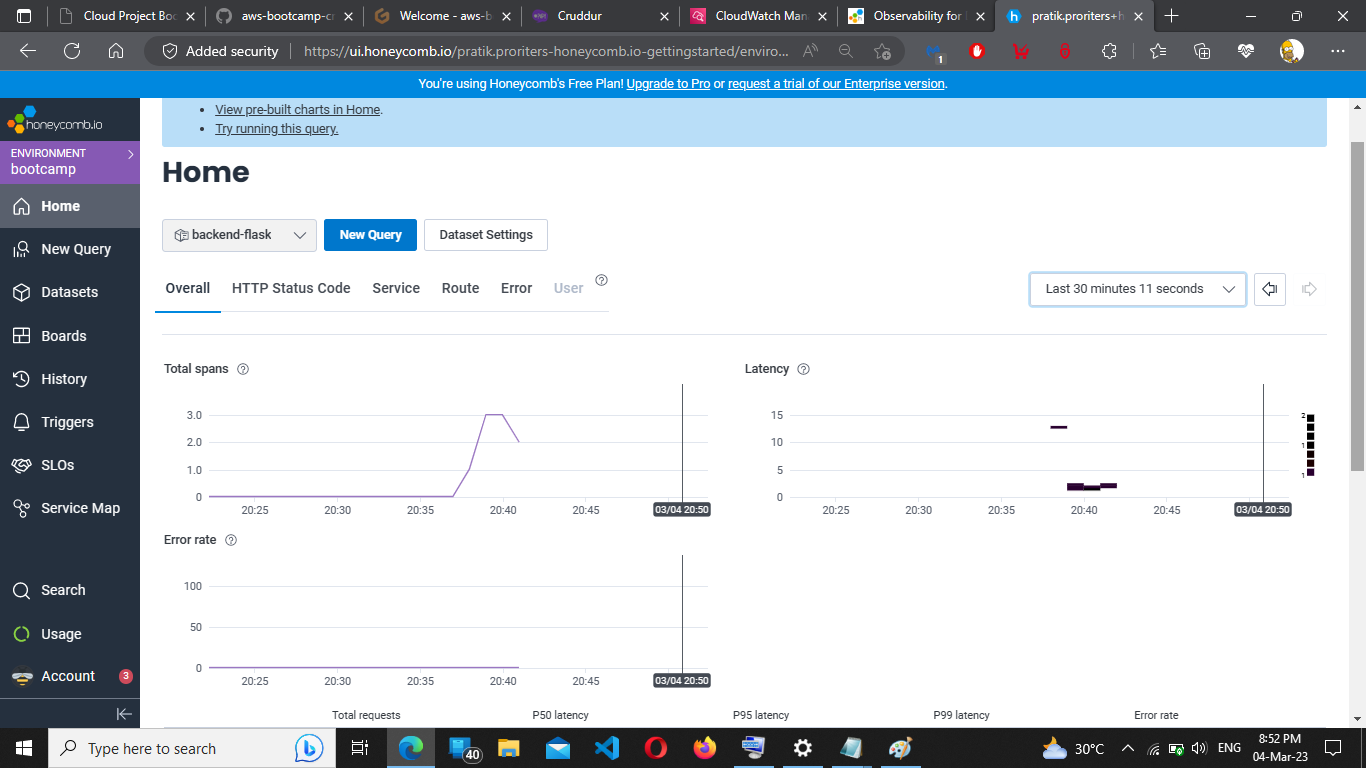 Cloud Project Boo
aws-bootcamp-cr
Welcome - aws-b
Cruddur
CloudWatch Man
Observability for
pratik.proriters+h
Added security
https://ui.honeycomb.io/pratik.proriters-honeycomb.io-gettingstarted/enviro...
1
You're using Honeycomb's Free Plan! Upgrade to Pro or request a trial of our Enterprise version.
honeycomb.io
ENVIRONMENT
bootcamp
Home
New Query
Datasets
Boards
History
Triggers
SLOs
Service Map
Search
Usage
Account 3
View pre-built charts in Home.
Try running this query.
Home
backend-flask
New Query
Dataset Settings
Overall HTTP Status Code Service Route Error User
Last 30 minutes 11 seconds
Total spans
3.0
2.0
1.0
0
20:25 20:30 20:35 20:40 20:45 03/04 20:50
Latency
15
10
5
0
20:25 20:30 20:35 20:40 20:45 03/04 20:50
2
1
1
Error rate
100
50
0
20:25 20:30 20:35 20:40 20:45 03/04 20:50
Total requests P50 latency P95 latency P99 latency Error rate
Type here to search
40
30°C
ENG
8:52 PM
04-Mar-23